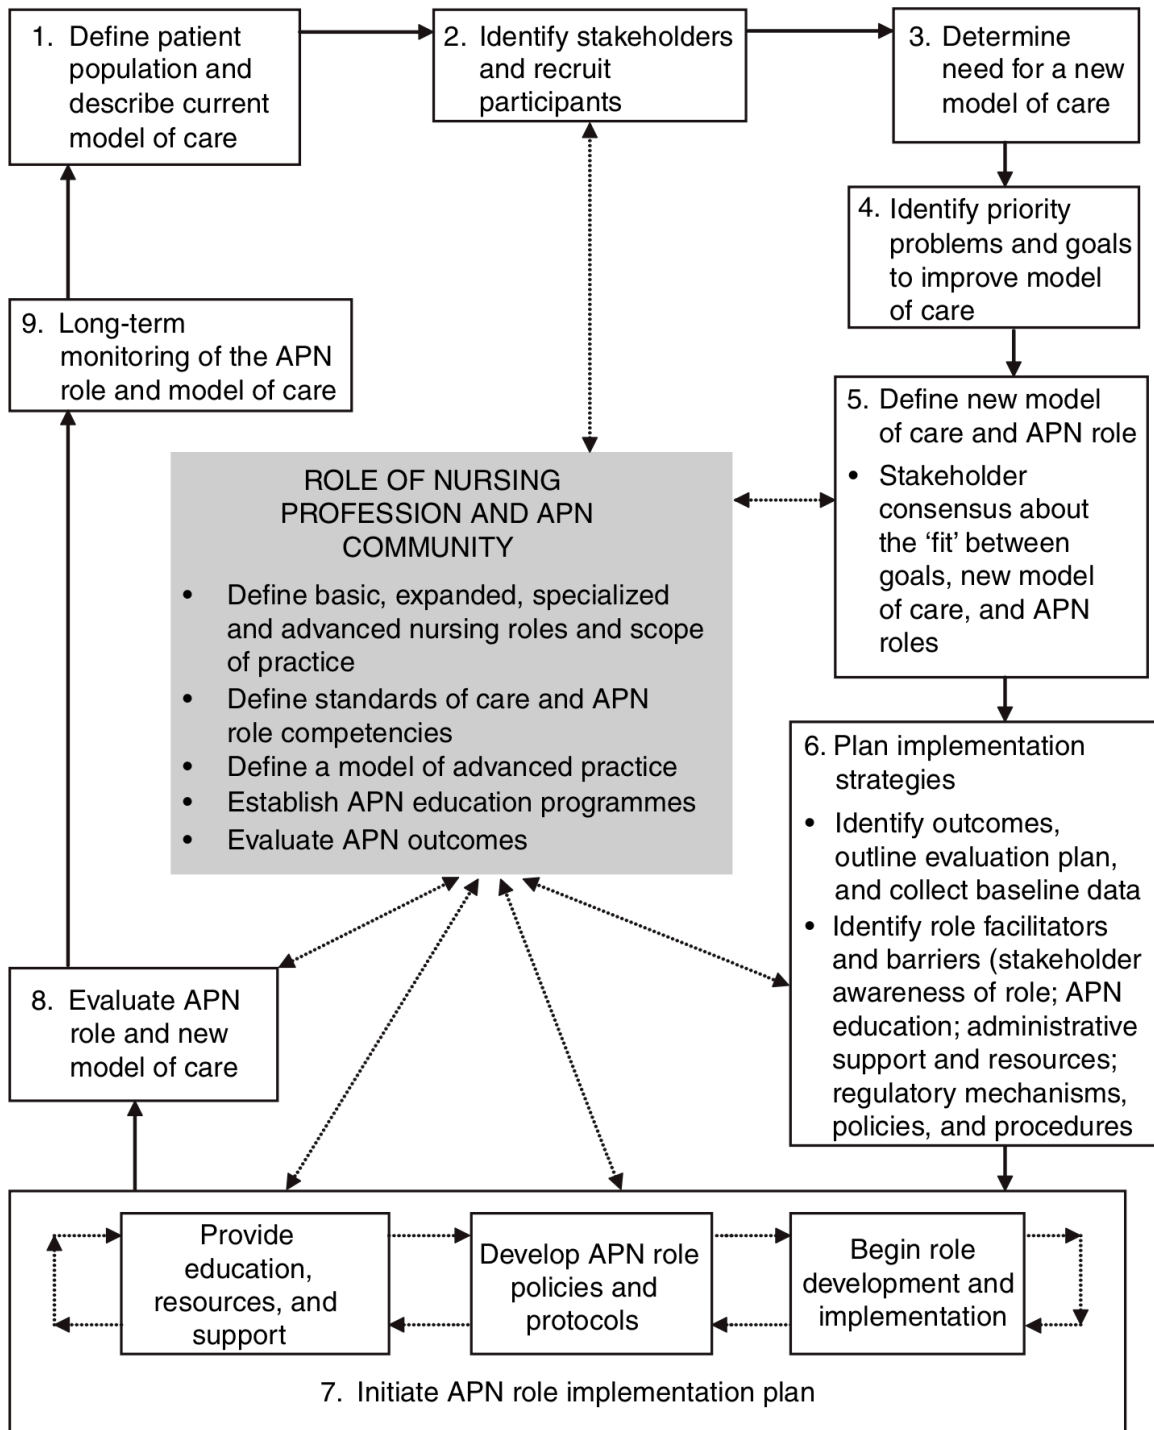 1. Define patient
population and
describe current
model of care
2. Identify stakeholders
and recruit
participants
3. Determine
need for a new
model of care
4. Identify priority
problems and goals
to improve model
of care
5. Define new model
of care and APN role
• Stakeholder
consensus about
the ‘fit’ between
goals, new model
of care, and APN
roles
6. Plan implementation
strategies
• Identify outcomes,
outline evaluation plan,
and collect baseline data
• Identify role facilitators
and barriers (stakeholder
awareness of role; APN
education; administrative
support and resources;
regulatory mechanisms,
policies, and procedures
ROLE OF NURSING
PROFESSION AND APN
COMMUNITY
• Define basic, expanded, specialized
and advanced nursing roles and scope
of practice
• Define standards of care and APN
role competencies
• Define a model of advanced practice
• Establish APN education programmes
• Evaluate APN outcomes
Provide
education,
resources, and
support
Develop APN role
policies and
protocols
Begin role
development and
implementation
7. Initiate APN role implementation plan
8. Evaluate APN
role and new
model of care
9. Long-term
monitoring of the APN
role and model of care